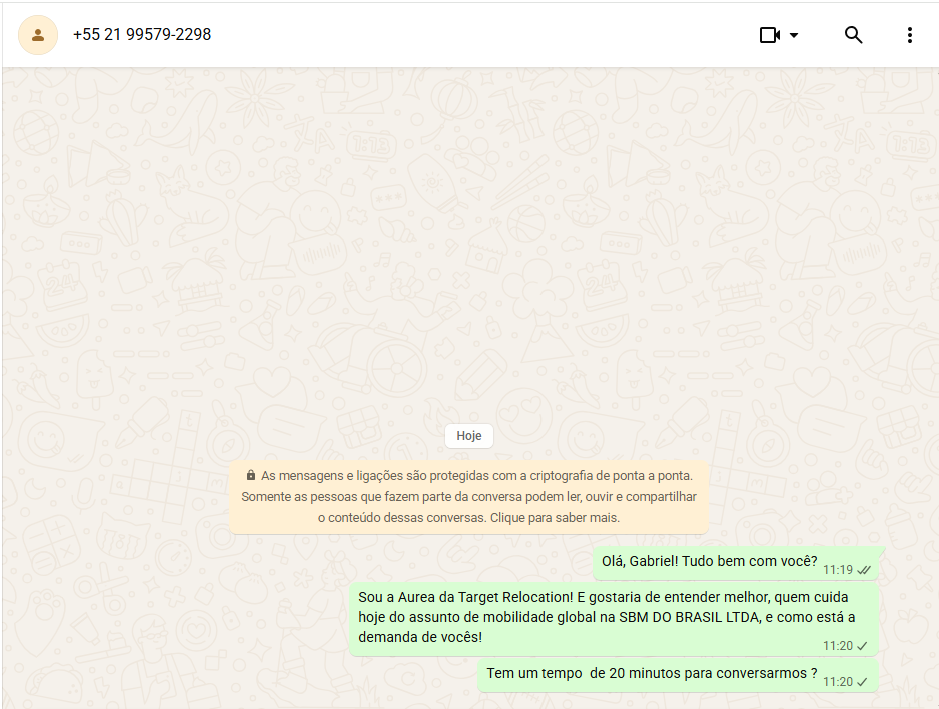 +55 21 99579-2298
Hoje
As mensagens e ligações são protegidas com a criptografia de ponta a ponta.
Somente as pessoas que fazem parte da conversa podem ler, ouvir e compartilhar
o conteúdo dessas conversas. Clique para saber mais.
Olá, Gabriel! Tudo bem com você? 11:19
Sou a Aurea da Target Relocation! E gostaria de entender melhor, quem cuida
hoje do assunto de mobilidade global na SBM DO BRASIL LTDA, e como está a
demanda de vocês!
11:20
Tem um tempo  de 20 minutos para conversarmos ? 11:20